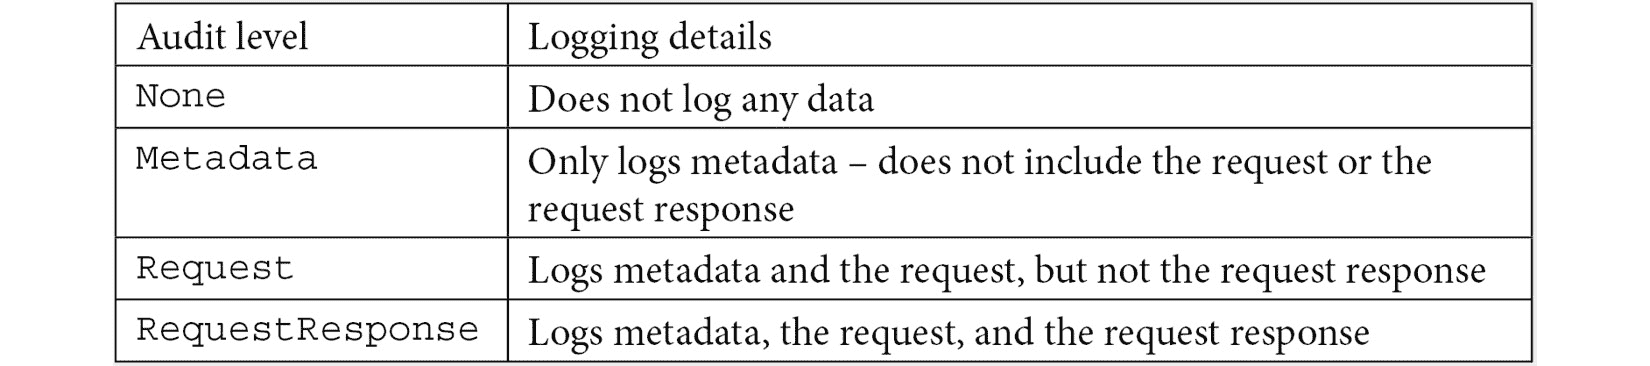 Audit level
Logging details
None
Does not log any data
Metadata
Only logs metadata – does not include the request or the
request response
Request
Logs metadata and the request, but not the request response
RequestResponse
Logs metadata, the request, and the request response